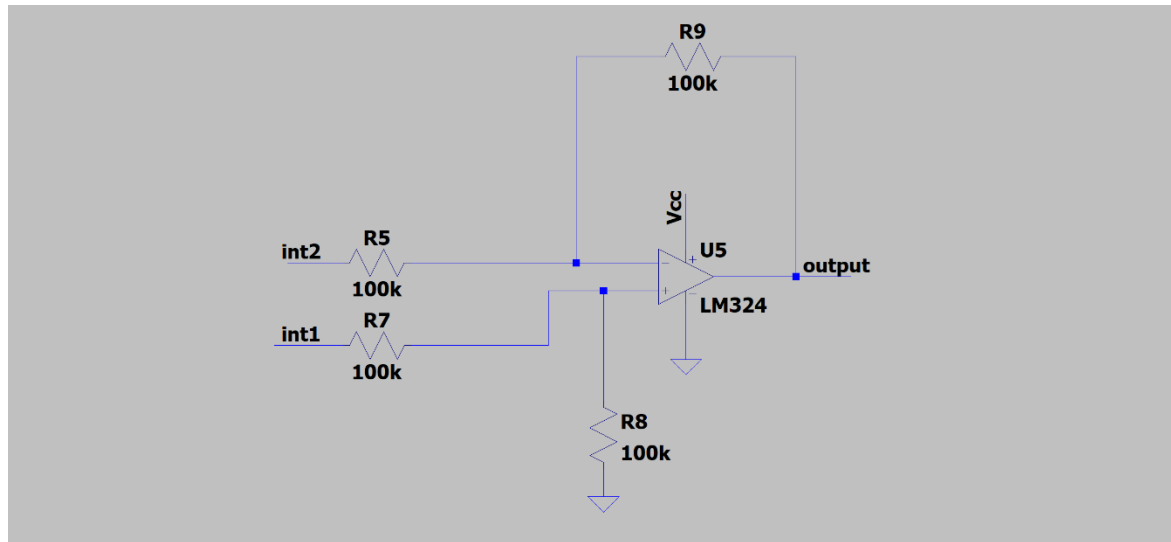 R9
100k
Vcc
R5
U5
int2
output
100k
LM324
R7
int1
100k
R8
100k